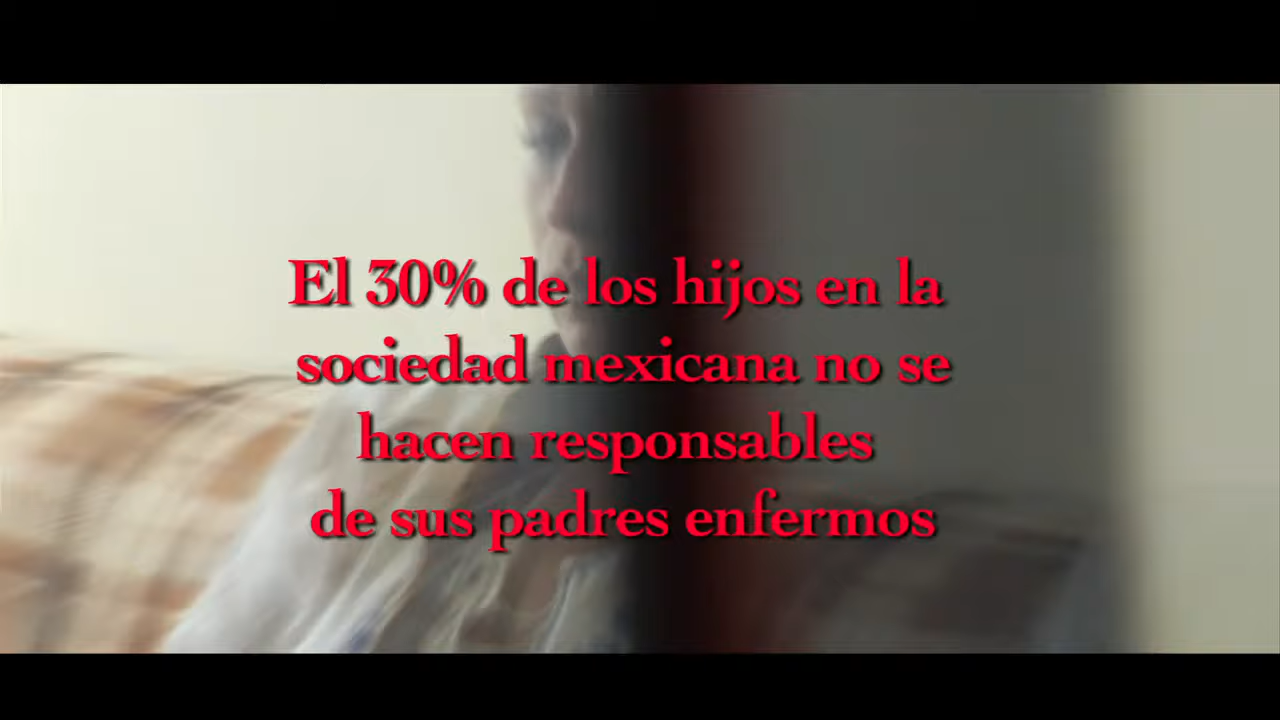 El 30% de los hijos en la
sociedad mexicana no se
hacen responsables
de sus padres enfermos